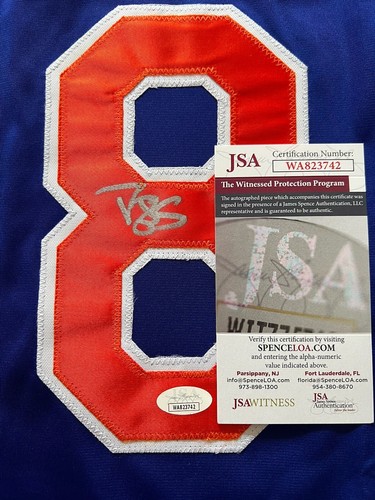 8
JSA
Certification Number:
WA823742
The Witnessed Protection Program
The autographed piece which accompanies this certificate was
signed in the presence of a James Spence Authentication, LLC
representative and is guaranteed to be authentic.
JSA
Verify this certification by visiting
SPENCELOA.COM
and entering the alpha-numeric
value indicated above.
Parsippany, NJ
info@SpenceLOA.com
973-898-1300
Fort Lauderdale, FL
florida@SpenceLOA.com
954-380-8670
JSAWITNESS
JSA
Authentication
WA823742